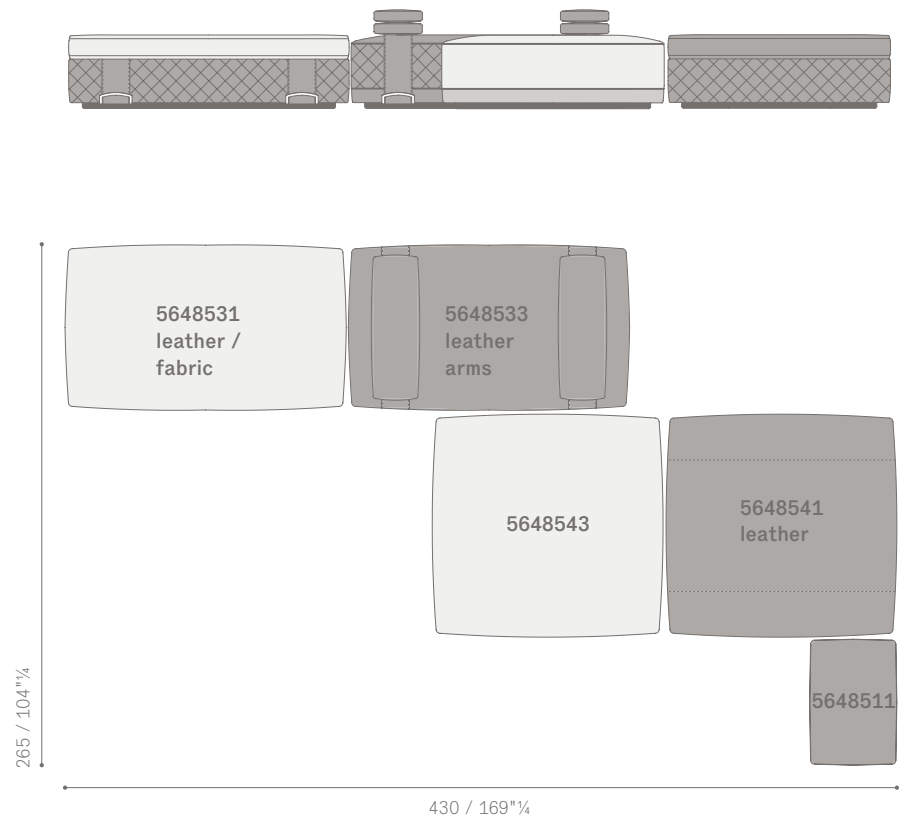 5648531
leather /
fabric
5648533
leather
arms
5648543
5648541
leather
5648511
265 / 104"¼
430 / 169"¼